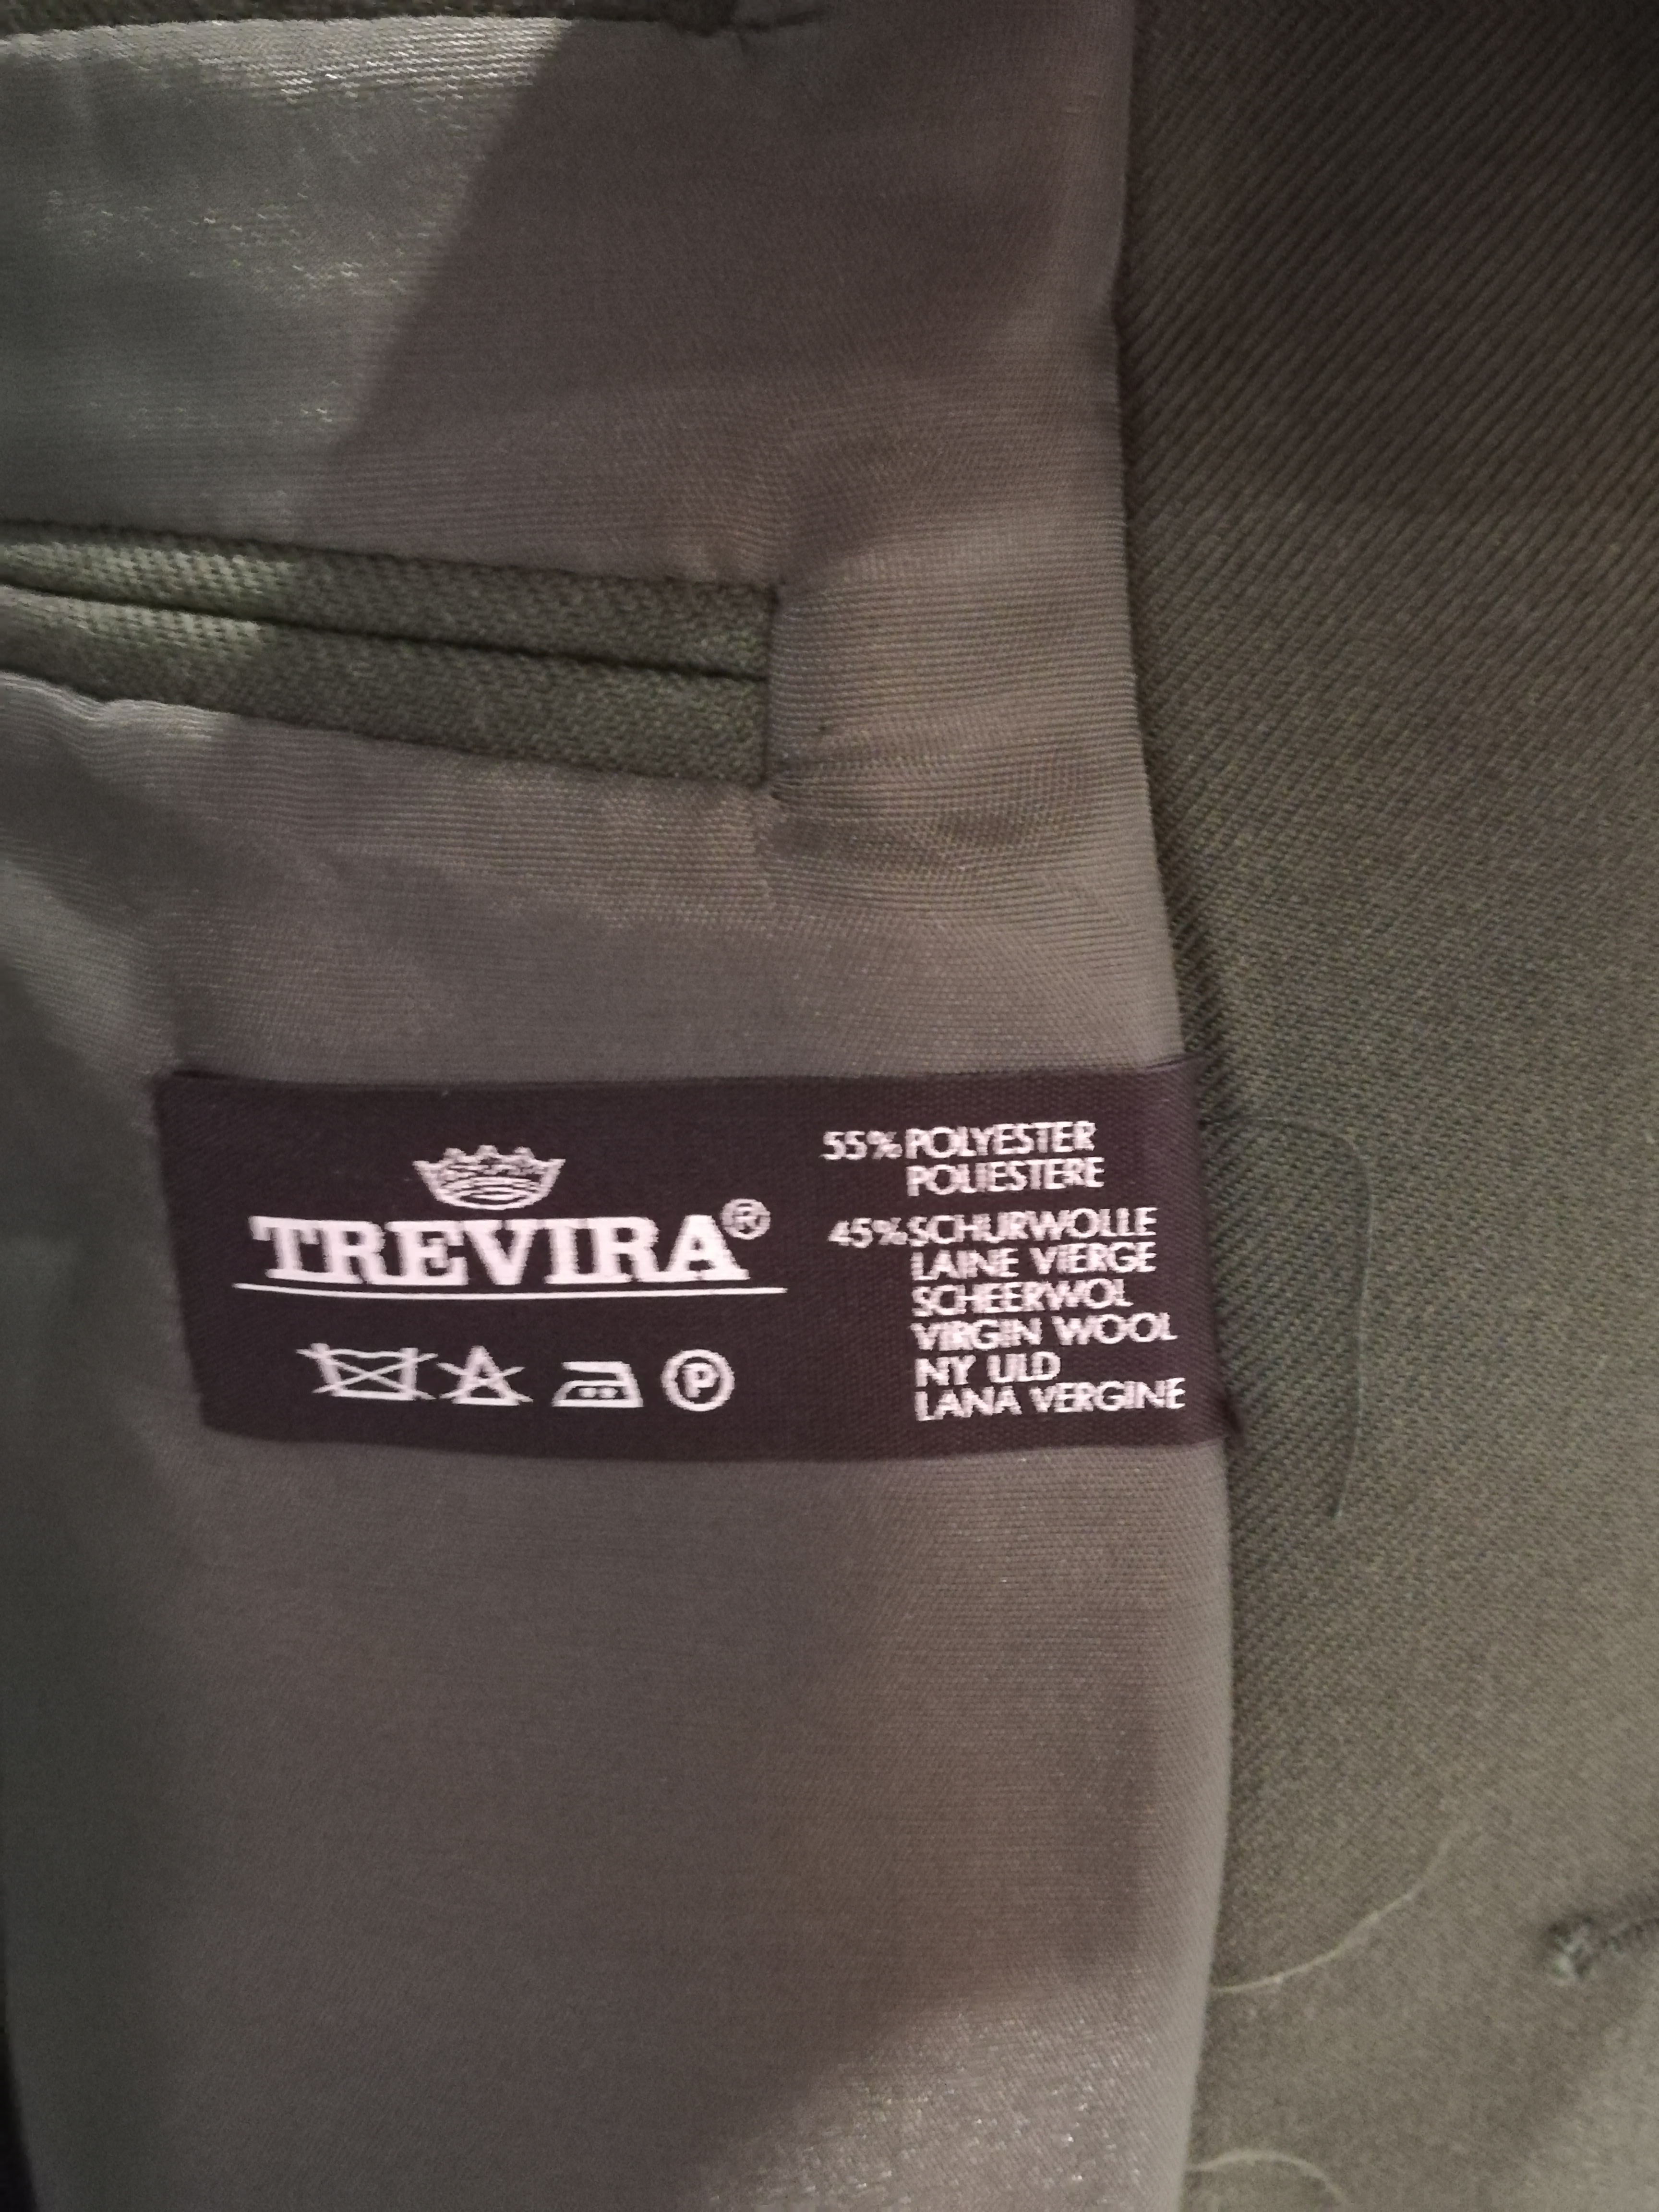 TREVIRA®
P
55% POLYESTER
POLIESTERE
45% SCHURWOLLE
LAINE VIERGE
SCHEERWOL
VIRGIN WOOL
NY ULD
LANA VERGINE